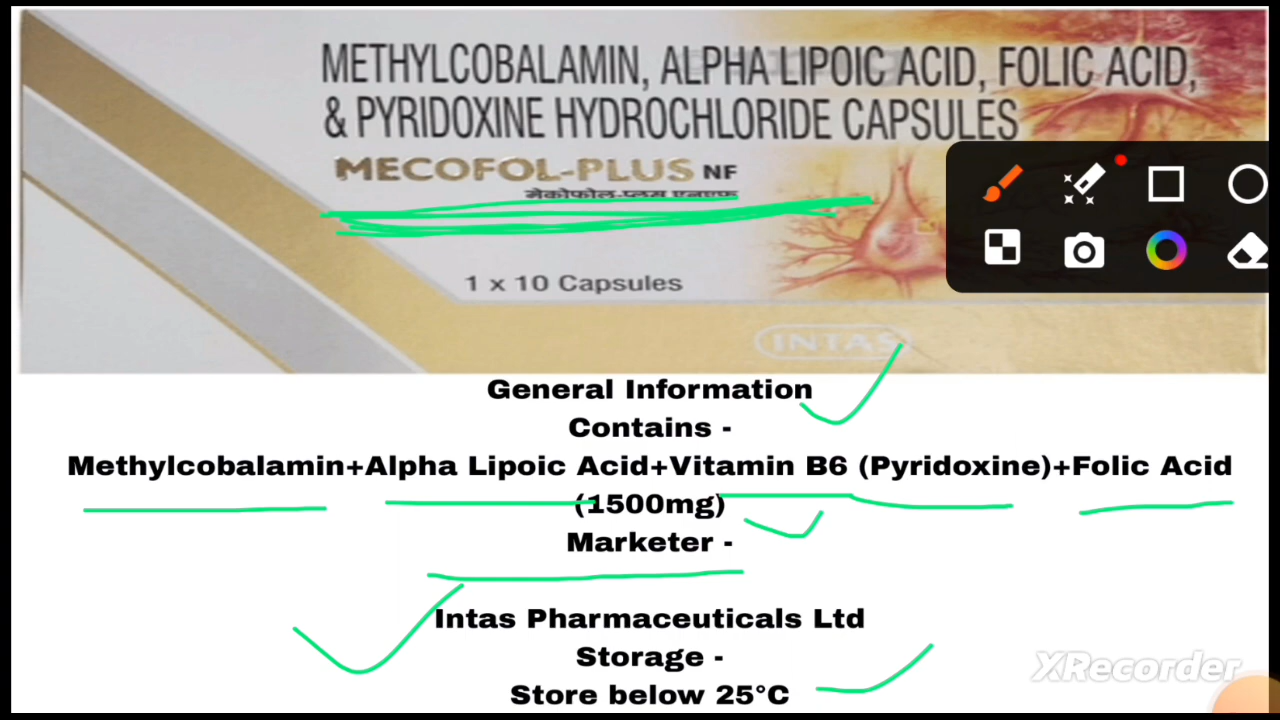 METHYLCOBALAMIN, ALPHA LIPOIC ACID, FOLIC ACID,
& PYRIDOXINE HYDROCHLORIDE CAPSULES
MECOFOL-PLUS NF
मेकोफोल-प्लस एनएफ
1 x 10 Capsules
INTAS
General Information
Contains -
Methylcobalamin+Alpha Lipoic Acid+Vitamin B6 (Pyridoxine)+Folic Acid
(1500mg)
Marketer -
Intas Pharmaceuticals Ltd
Storage -
Store below 25°C
XRecorder